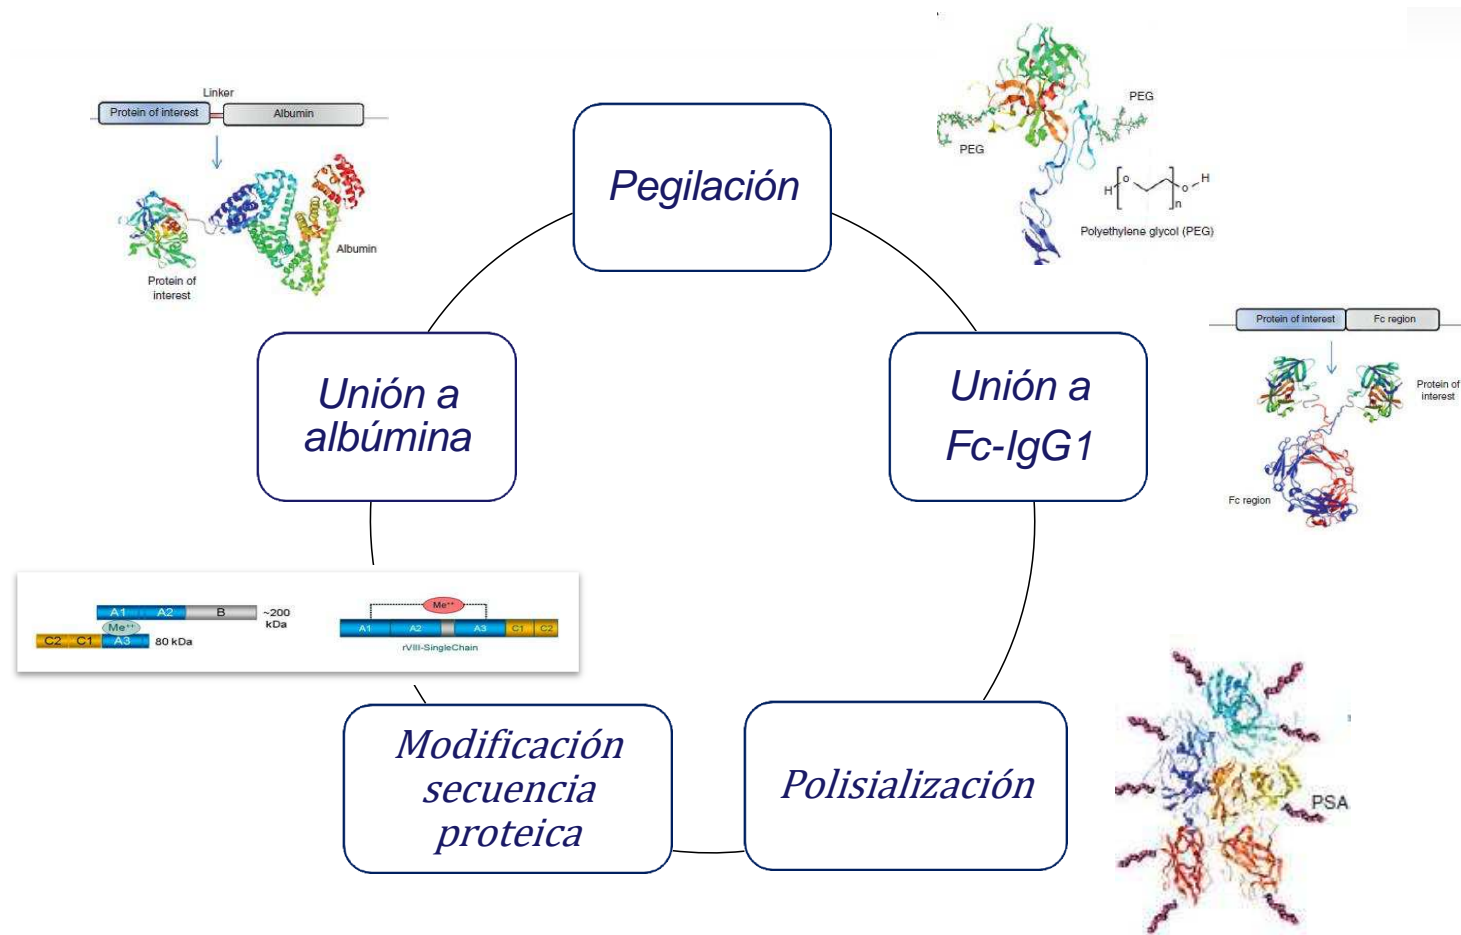 Linker
Protein of interest
Albumin
Albumin
Protein of
interest
Pegilación
PEG
PEG
H
O
n
O
H
Polyethylene glycol (PEG)
Protein of interest
Fc region
Protein of
interest
Fc region
Unión a
albúmina
Unión a
Fc-IgG1
A1
A2
B
~200
kDa
Me++
C2
C1
A3
80 kDa
Me++
A1
A2
A3
C1
C2
rVIII-SingleChain
Modificación
secuencia
proteica
Polisialización
PSA